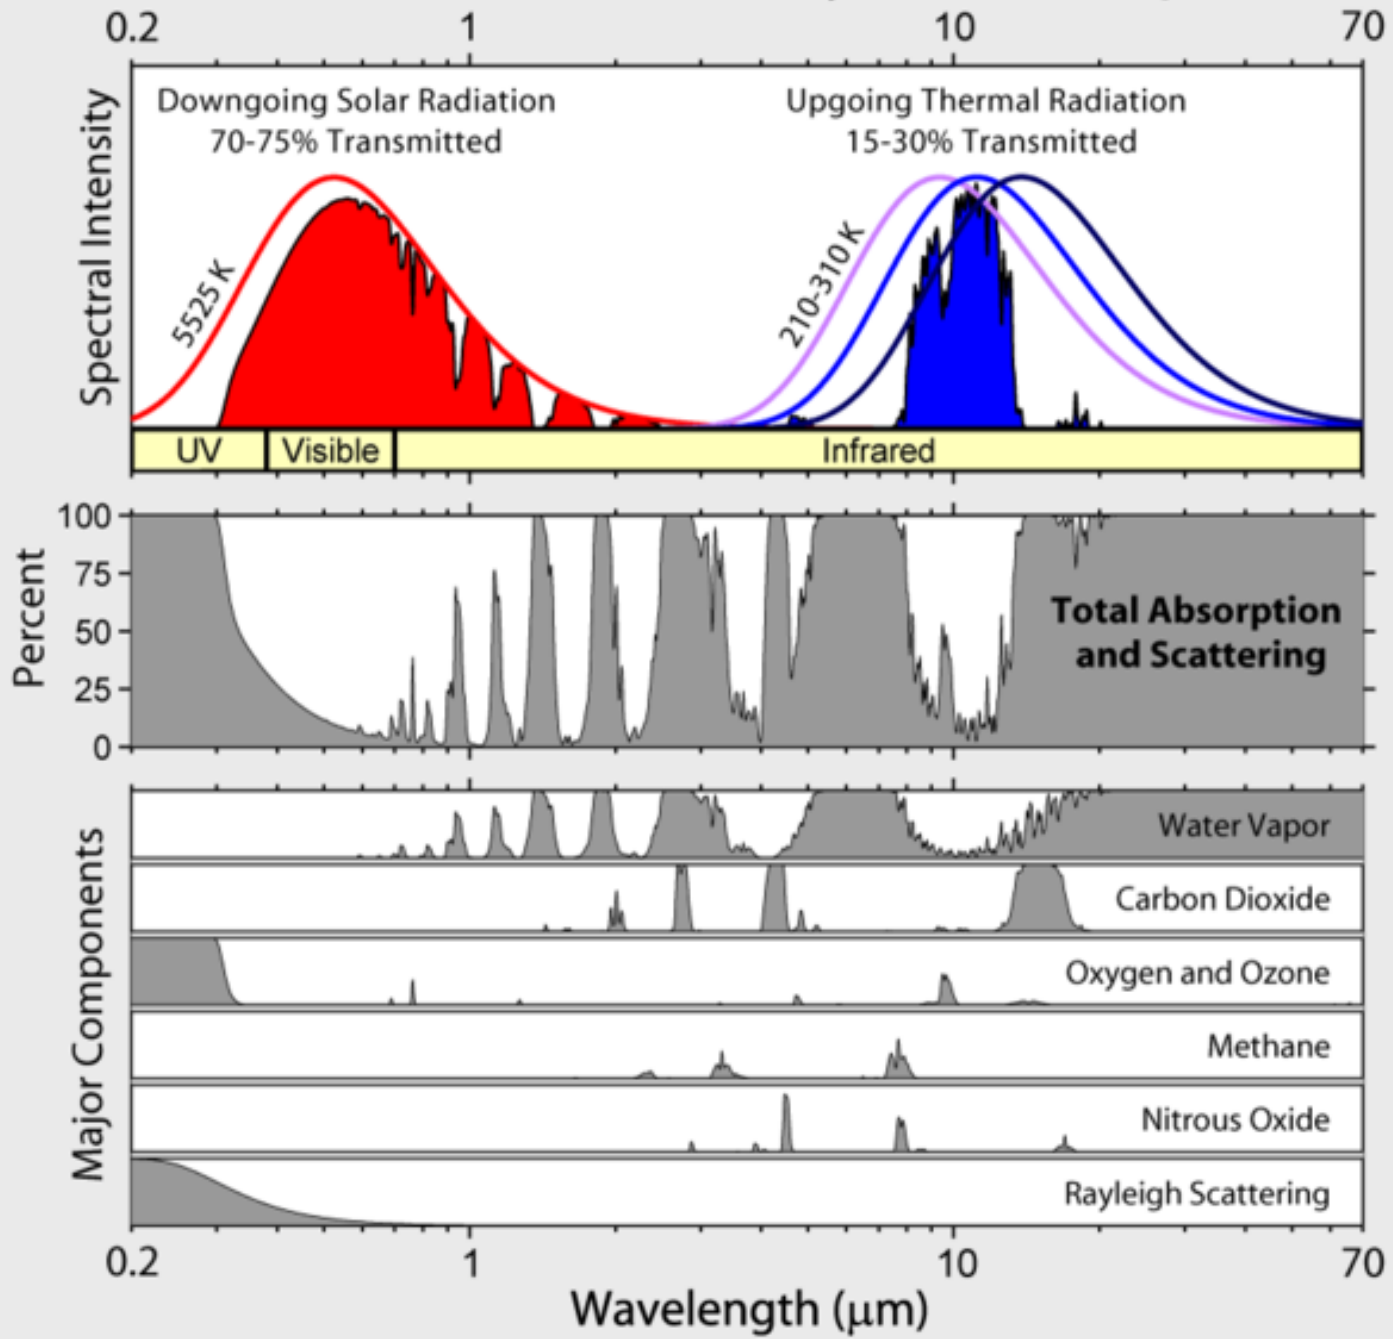 0.2 1 10 70
Downgoing Solar Radiation
70-75% Transmitted
Upgoing Thermal Radiation
15-30% Transmitted
Spectral Intensity
5525 K
210-310 K
UV Visible Infrared
Percent
100
75
50
25
0
Total Absorption
and Scattering
Major Components
Water Vapor
Carbon Dioxide
Oxygen and Ozone
Methane
Nitrous Oxide
Rayleigh Scattering
0.2 1 10 70
Wavelength (μm)